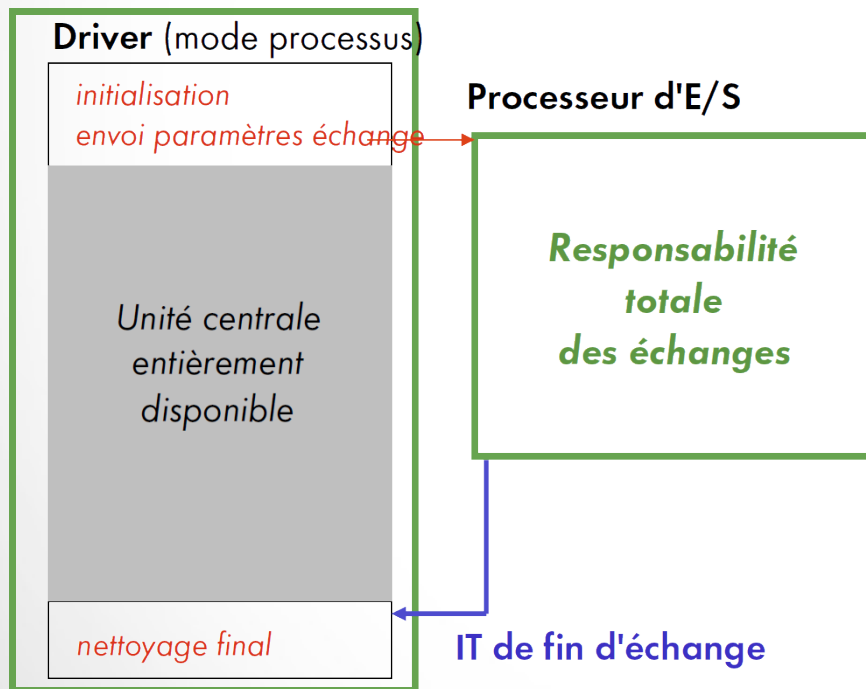 Driver (mode processus)
initialisation
envoi paramètres échange
Processeur d'E/S
Responsabilité
totale
des échanges
Unité centrale
entièrement
disponible
nettoyage final
IT de fin d'échange